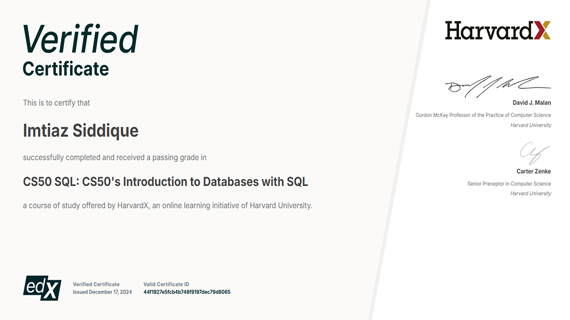 Verified
Certificate
This is to certify that
Imtiaz Siddique
successfully completed and received a passing grade in
CS50 SQL: CS50's Introduction to Databases with SQL
a course of study offered by HarvardX, an online learning initiative of Harvard University.
edX
Verified Certificate
Issued December 17, 2024
Valid Certificate ID
HarvardX
David J. Malan
Gordon McKay Professor of the Practice of Computer Science
Harvard University
Carter Zenke
Senior Preceptor in Computer Science
Harvard University